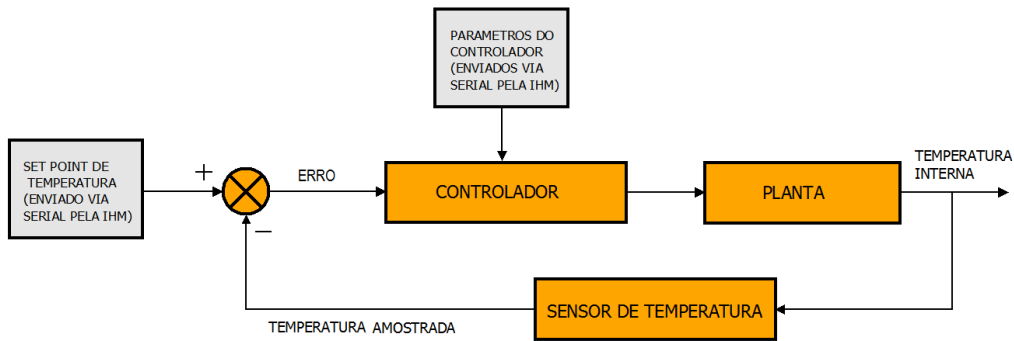 PARAMETROS DO
CONTROLADOR
(ENVIADOS VIA
SERIAL PELA IHM)
SET POINT DE
TEMPERATURA
(ENVIADO VIA
SERIAL PELA IHM)
+
−
ERRO
CONTROLADOR
PLANTA
TEMPERATURA
INTERNA
SENSOR DE TEMPERATURA
TEMPERATURA AMOSTRADA